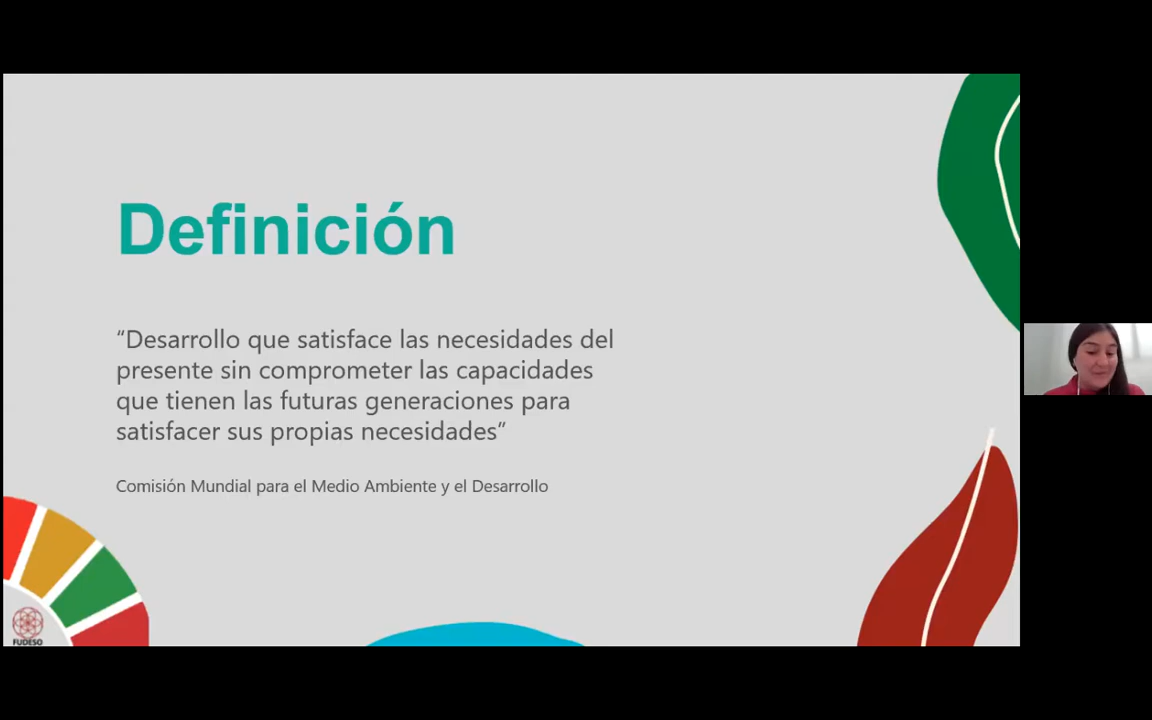 Definición
“Desarrollo que satisface las necesidades del
presente sin comprometer las capacidades
que tienen las futuras generaciones para
satisfacer sus propias necesidades”
Comisión Mundial para el Medio Ambiente y el Desarrollo
FUDESO